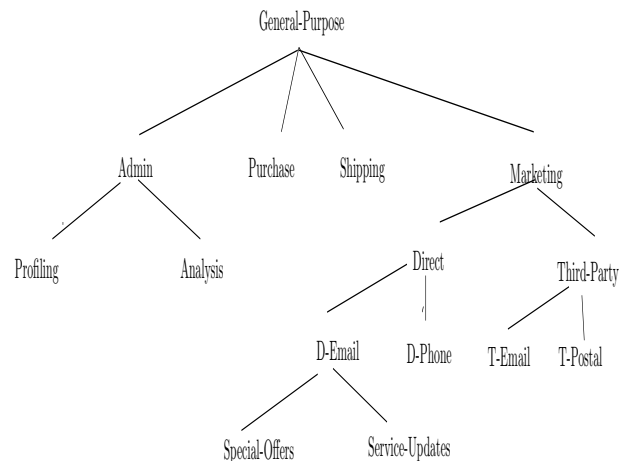 General-Purpose
Admin
Purchase
Shipping
Marketing
Profiling
Analysis
Direct
Third-Party
D-Email
D-Phone
T-Email
T-Postal
Special-Offers
Service-Updates